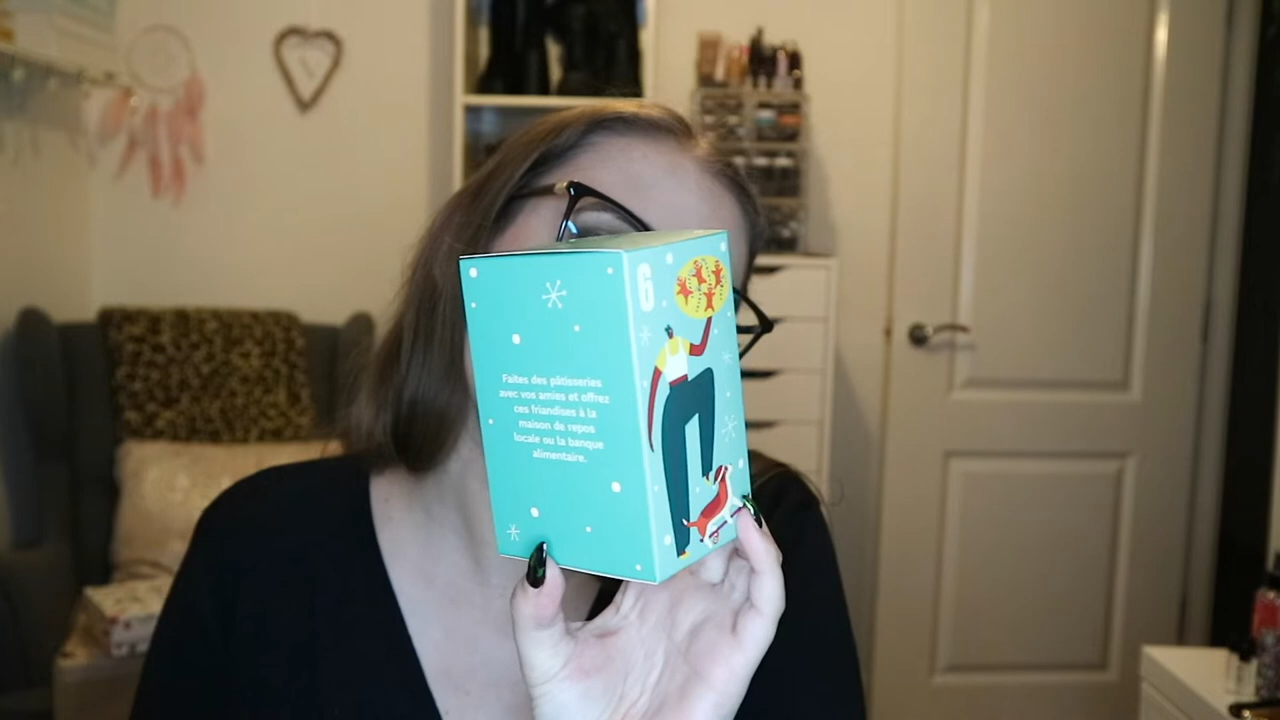 Faites des pâtisseries
avec vos amies et offrez
ces friandises à la
maison de repos
locale ou la banque
alimentaire.
6